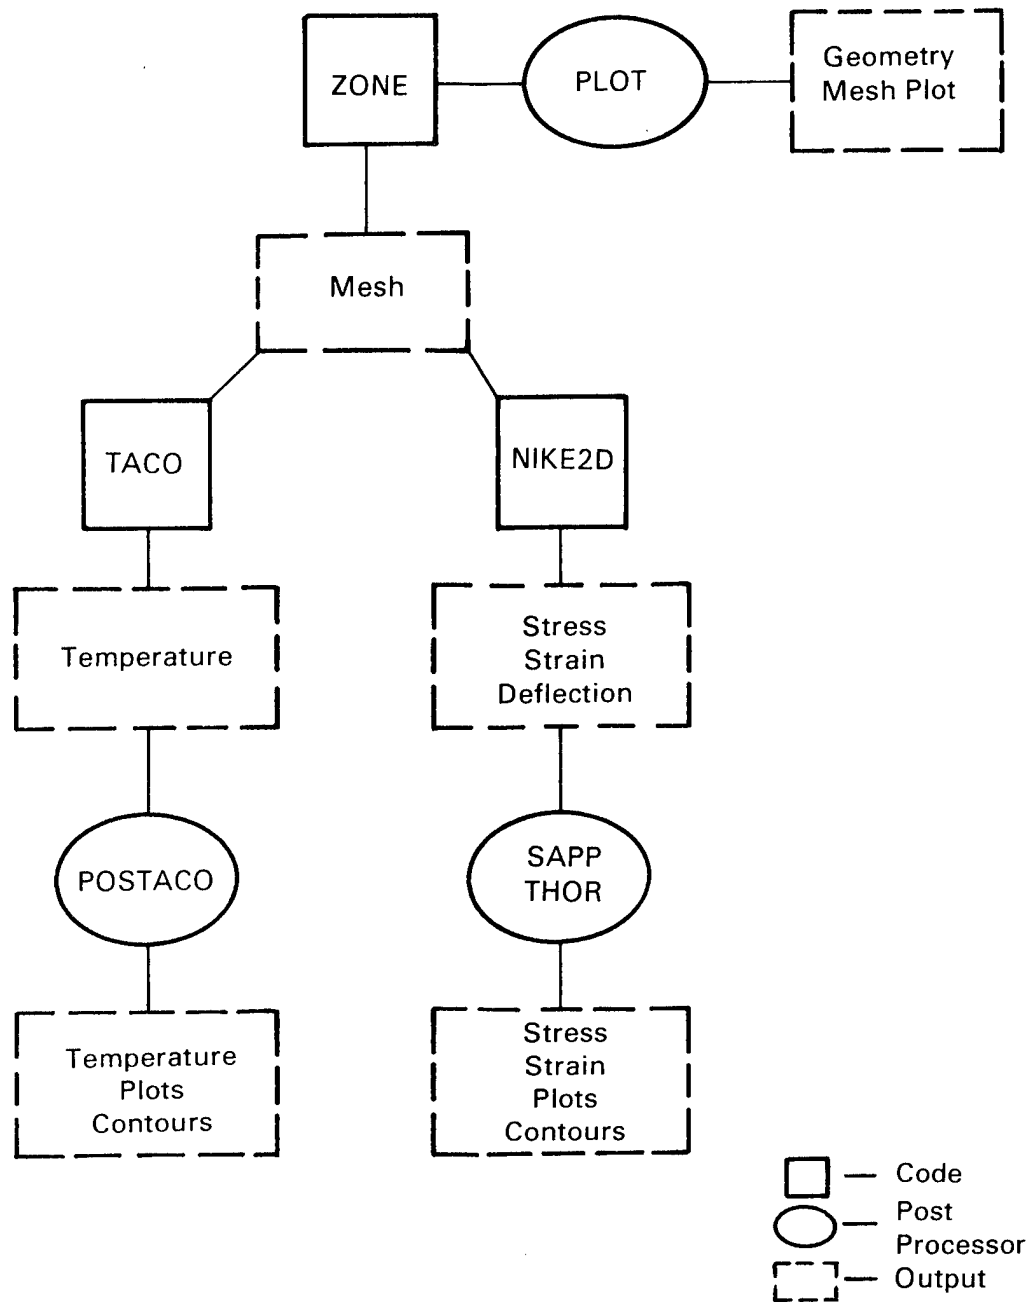 ZONE
PLOT
Geometry
Mesh Plot
Mesh
TACO
NIKE2D
Temperature
Stress
Strain
Deflection
POSTACO
SAPP
THOR
Temperature
Plots
Contours
Stress
Strain
Plots
Contours
— Code
— Post
Processor
— Output